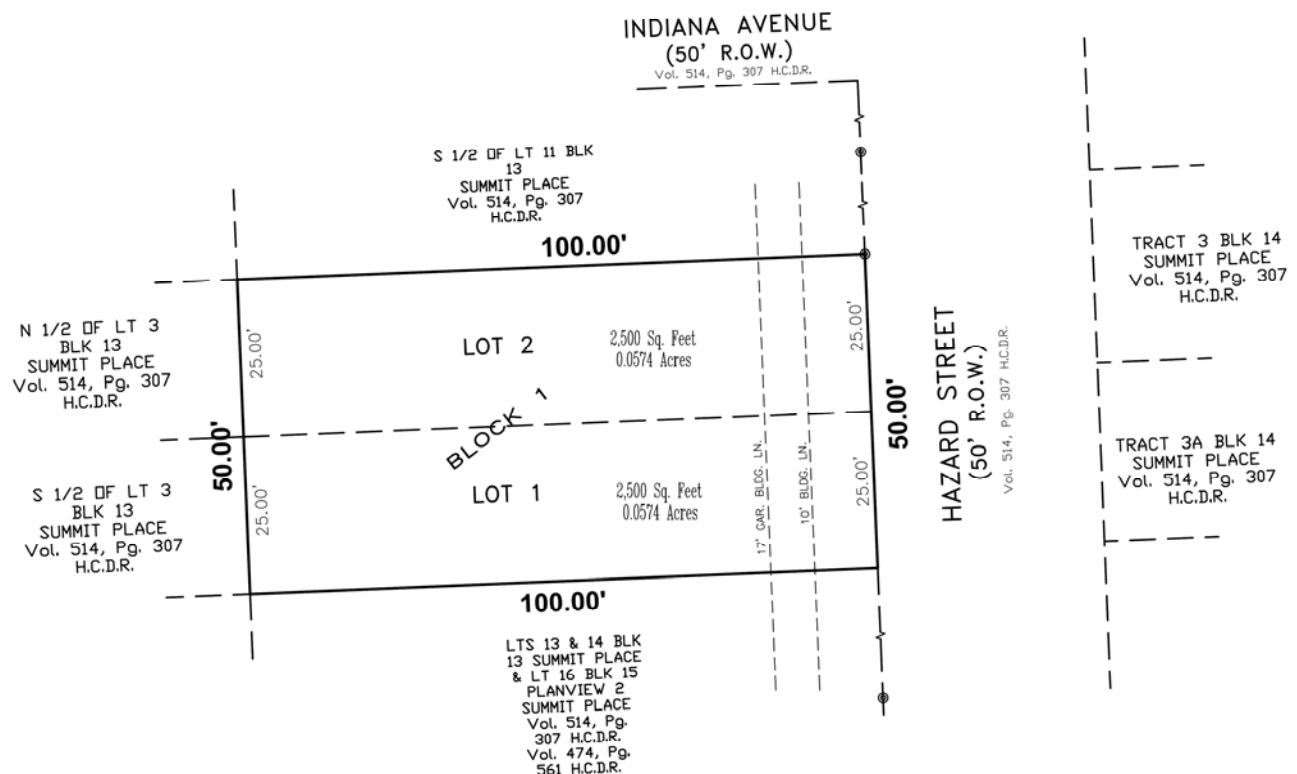 INDIANA AVENUE
(50' R.O.W.)
Vol. 514, Pg. 307 H.C.D.R.
S 1/2 OF LT 11 BLK
13
SUMMIT PLACE
Vol. 514, Pg. 307
H.C.D.R.
100.00'
TRACT 3 BLK 14
SUMMIT PLACE
Vol. 514, Pg. 307
H.C.D.R.
N 1/2 OF LT 3
BLK 13
SUMMIT PLACE
Vol. 514, Pg. 307
H.C.D.R.
25.00'
LOT 2
2,500 Sq. Feet
0.0574 Acres
25.00'
HAZARD STREET
(50' R.O.W.)
Vol. 514, Pg. 307 H.C.D.R.
BLOCK 1
50.00'
50.00'
TRACT 3A BLK 14
SUMMIT PLACE
Vol. 514, Pg. 307
H.C.D.R.
S 1/2 OF LT 3
BLK 13
SUMMIT PLACE
Vol. 514, Pg. 307
H.C.D.R.
25.00'
LOT 1
2,500 Sq. Feet
0.0574 Acres
17' GAR. BLDG. LN.
10' BLDG. LN.
25.00'
100.00'
LTS 13 & 14 BLK
13 SUMMIT PLACE
& LT 16 BLK 15
PLANVIEW 2
SUMMIT PLACE
Vol. 514, Pg.
307 H.C.D.R.
Vol. 474, Pg.
561 H.C.D.R.